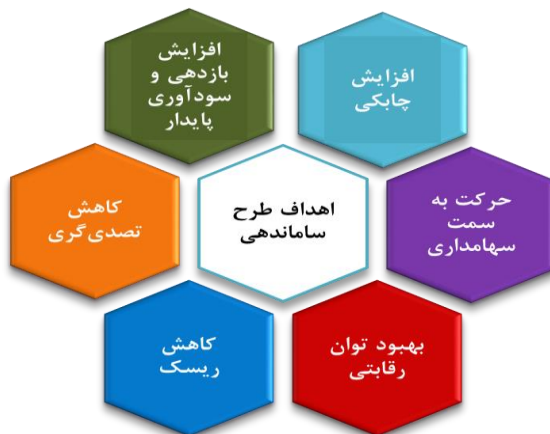 اهداف طرح
ساماندهی
افزایش
چابکی
حرکت به
سمت
سهامداری
بهبود توان
رقابتی
کاهش
ریسک
کاهش
تصدی‌گری
افزایش
بازدهی و
سودآوری
پایدار